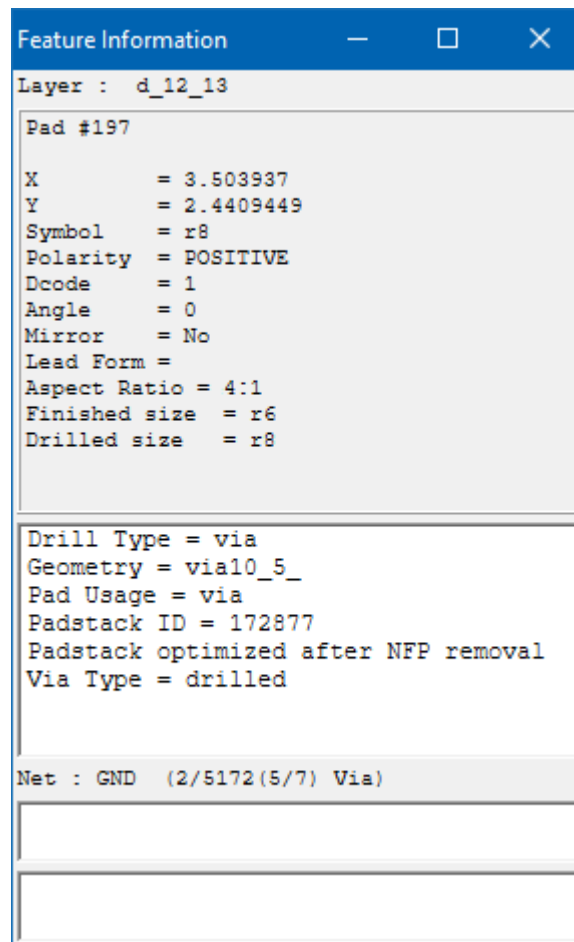 Feature Information
Layer :  d_12_13
Pad #197
X         = 3.503937
Y         = 2.4409449
Symbol    = r8
Polarity  = POSITIVE
Dcode     = 1
Angle     = 0
Mirror    = No
Lead Form =
Aspect Ratio = 4:1
Finished size  = r6
Drilled size   = r8
Drill Type = via
Geometry = via10_5_
Pad Usage = via
Padstack ID = 172877
Padstack optimized after NFP removal
Via Type = drilled
Net : GND  (2/5172(5/7) Via)